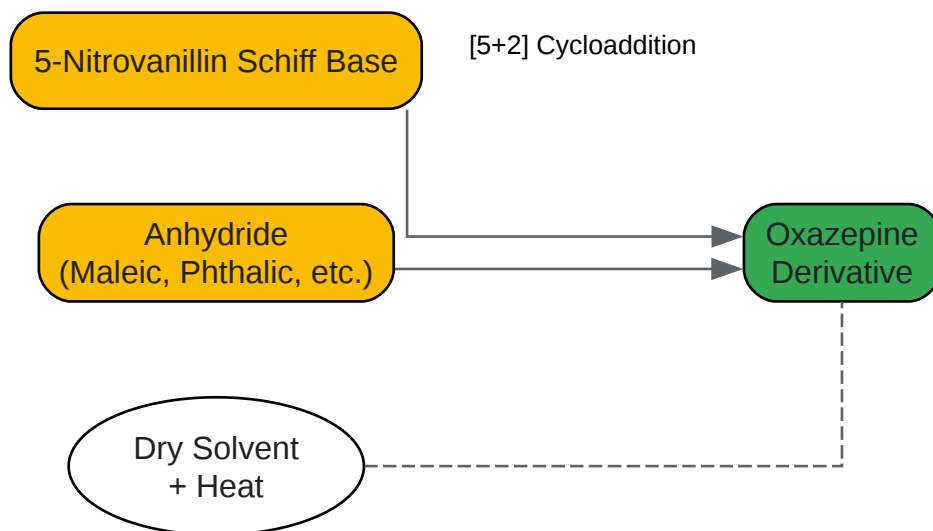 5-Nitrovanillin Schiff Base
[5+2] Cycloaddition
Anhydride
(Maleic, Phthalic, etc.)
Oxazepine
Derivative
Dry Solvent
+ Heat